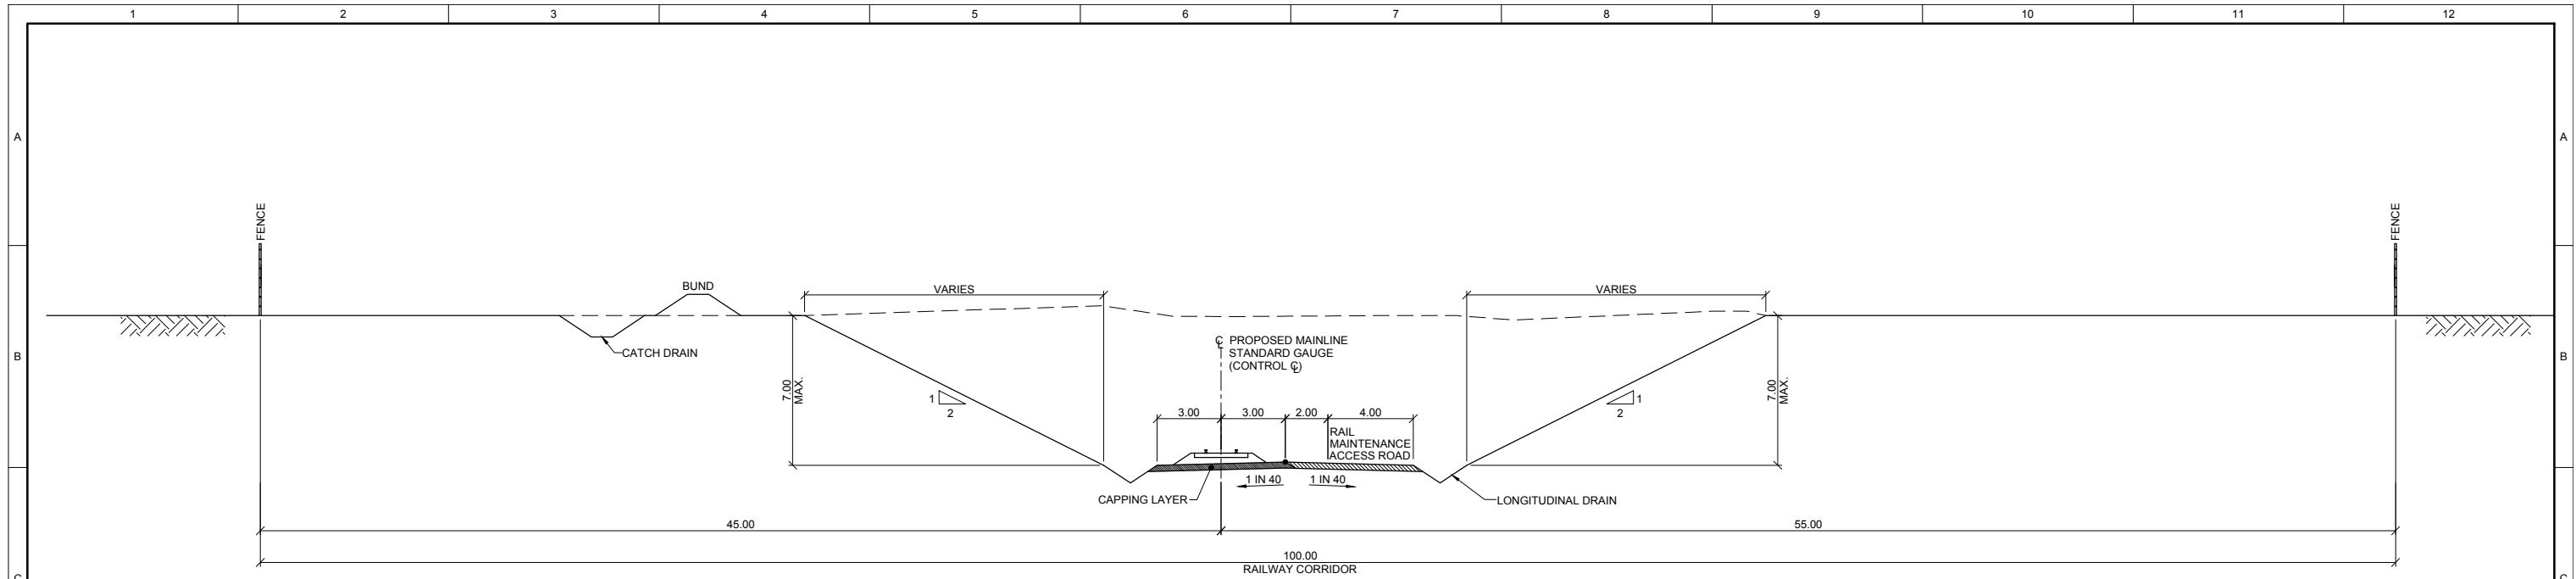 1 2 3 4 5 6 7 8 9 10 11 12
A A
FENCE FENCE
BUND
VARIES VARIES
℄ PROPOSED MAINLINE
STANDARD GAUGE
(CONTROL ℄)
CATCH DRAIN
B B
7.00
MAX.
7.00
MAX.
1
2
1
2
3.00 3.00 2.00 4.00
RAIL
MAINTENANCE
ACCESS ROAD
1 IN 40 1 IN 40
CAPPING LAYER
LONGITUDINAL DRAIN
45.00 55.00
100.00
RAILWAY CORRIDOR
C C